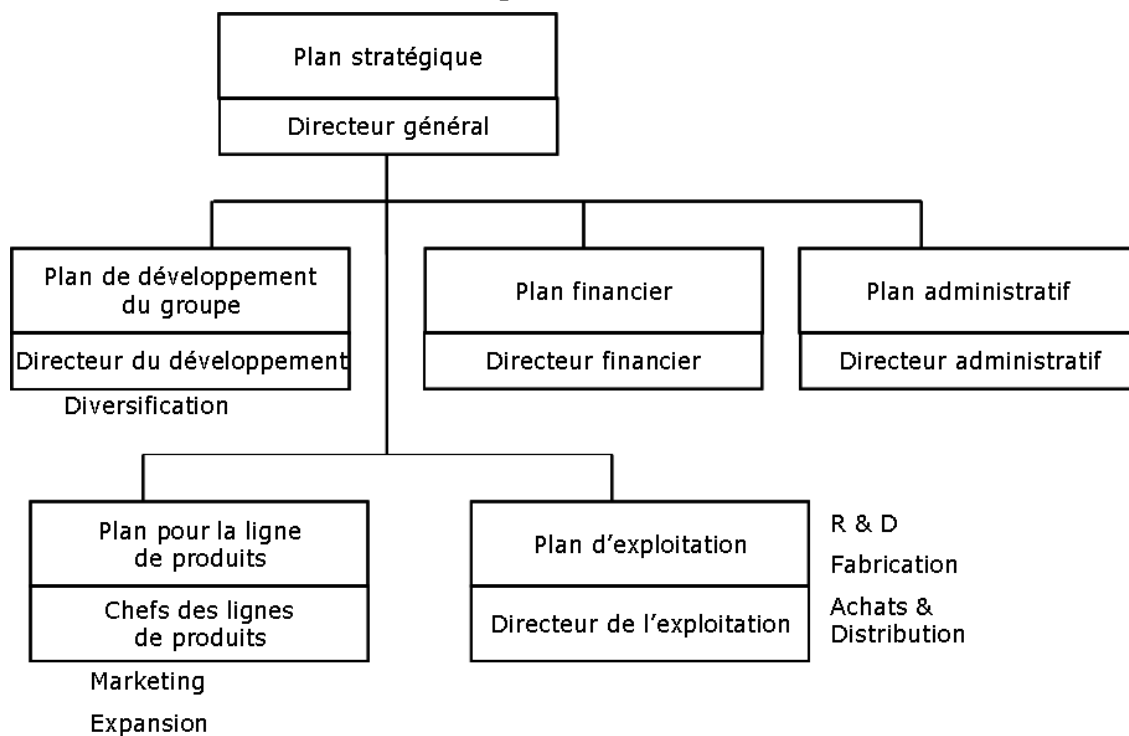 Plan stratégique
Directeur général
Plan de développement
du groupe
Directeur du développement
Diversification
Plan financier
Directeur financier
Plan administratif
Directeur administratif
Plan pour la ligne
de produits
Chefs des lignes
de produits
Marketing
Expansion
Plan d'exploitation
Directeur de l'exploitation
R & D
Fabrication
Achats &
Distribution